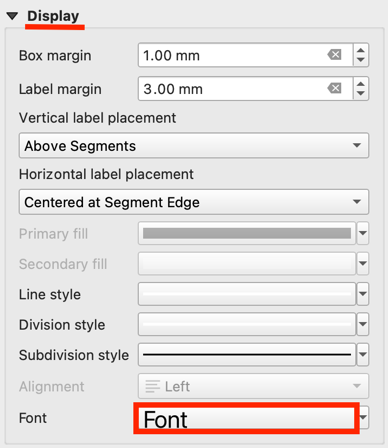 Display
Box margin 1.00 mm
Label margin 3.00 mm
Vertical label placement
Above Segments
Horizontal label placement
Centered at Segment Edge
Primary fill
Secondary fill
Line style
Division style
Subdivision style
Alignment Left
Font Font